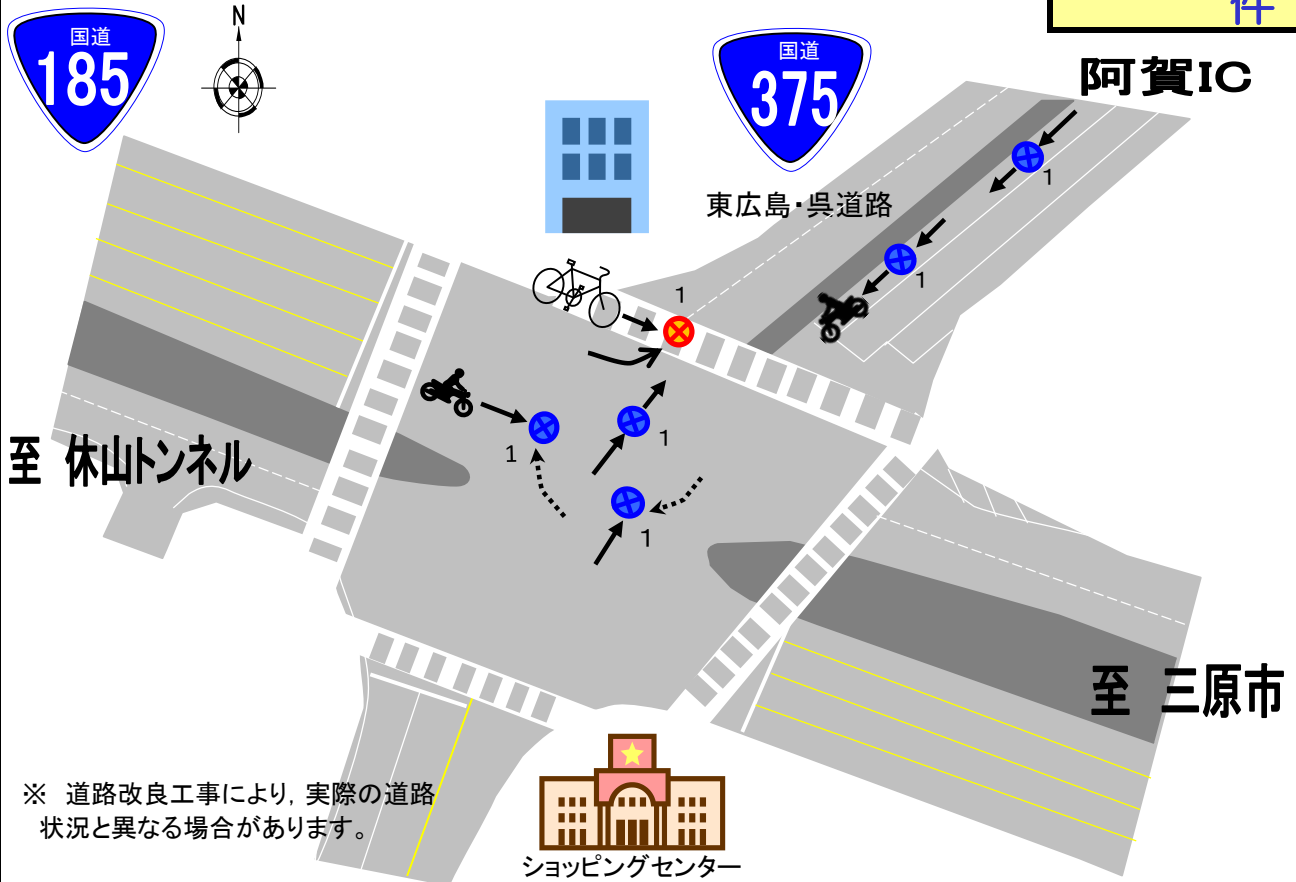 件
国道
185
N
国道
375
阿賀IC
1
東広島・呉道路
1
1
至 休山トンネル
1
1
1
至 三原市
※ 道路改良工事により, 実際の道路
状況と異なる場合があります。
ショッピングセンター